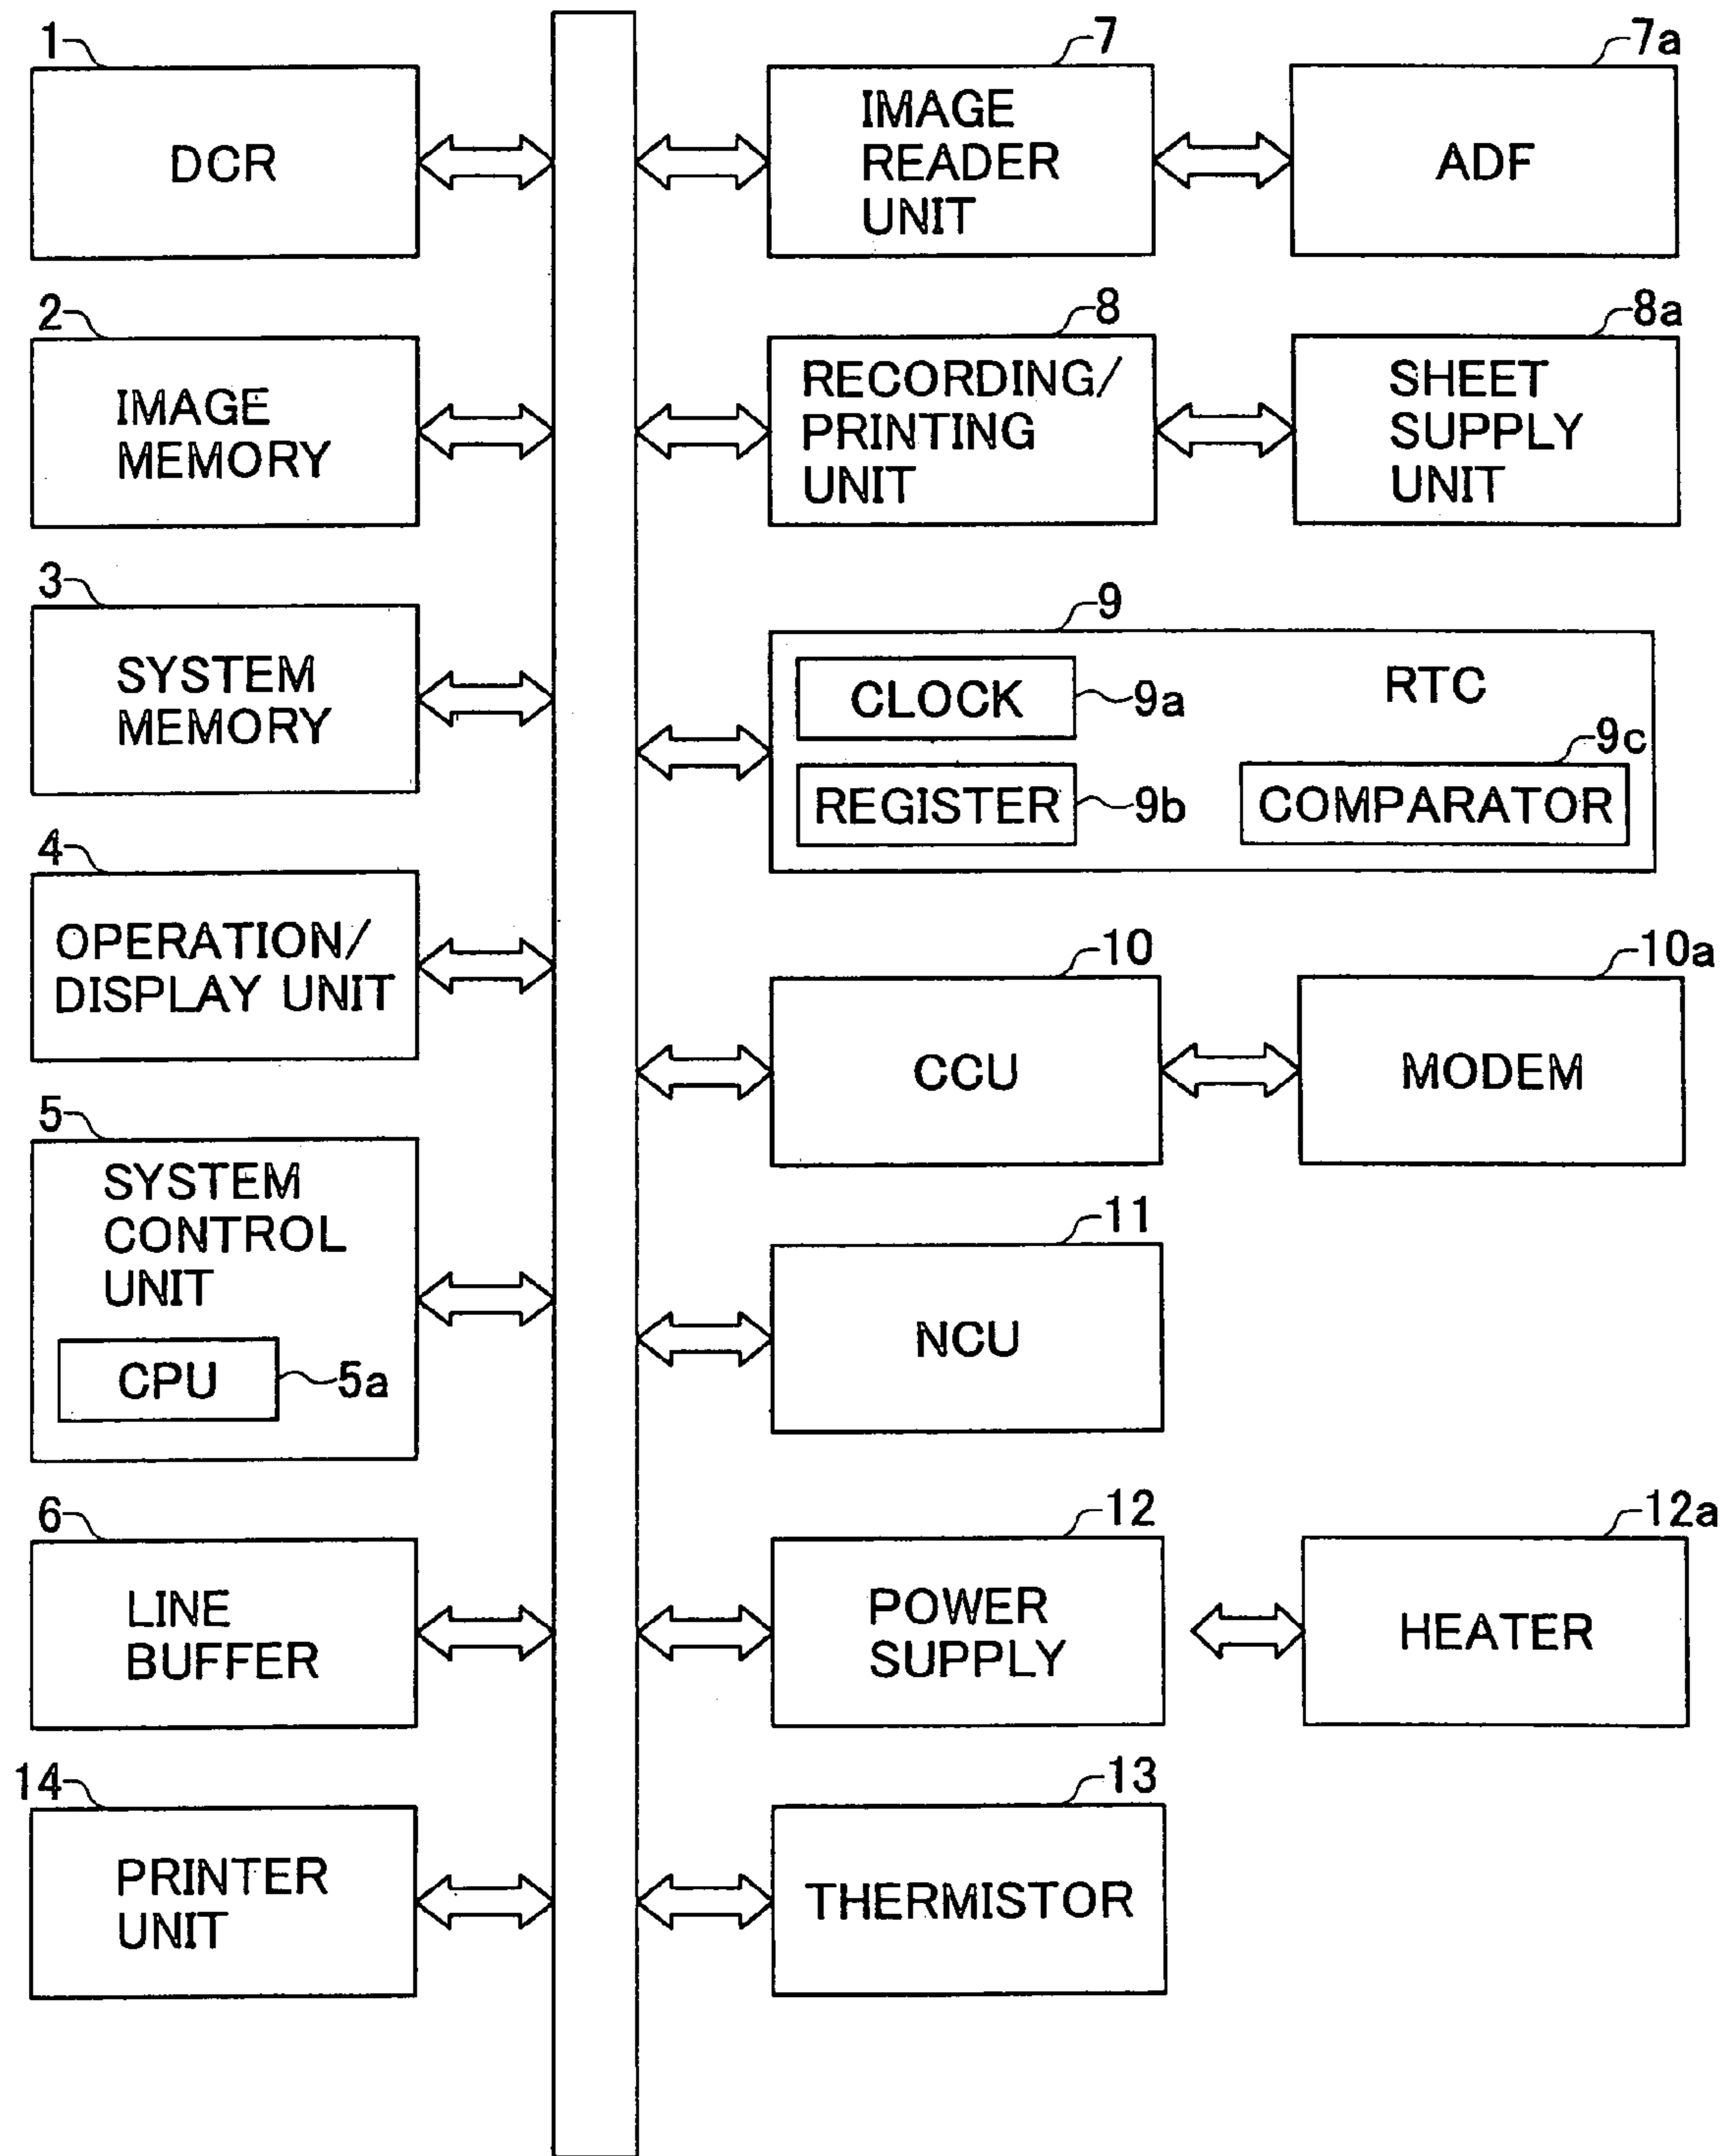 1
DCR
2
IMAGE
MEMORY
3
SYSTEM
MEMORY
4
OPERATION/
DISPLAY UNIT
5
SYSTEM
CONTROL
UNIT
CPU
5a
6
LINE
BUFFER
14
PRINTER
UNIT
7
IMAGE
READER
UNIT
7a
ADF
8
RECORDING/
PRINTING
UNIT
8a
SHEET
SUPPLY
UNIT
9
RTC
CLOCK
9a
REGISTER
9b
9c
COMPARATOR
10
CCU
10a
MODEM
11
NCU
12
POWER
SUPPLY
12a
HEATER
13
THERMISTOR